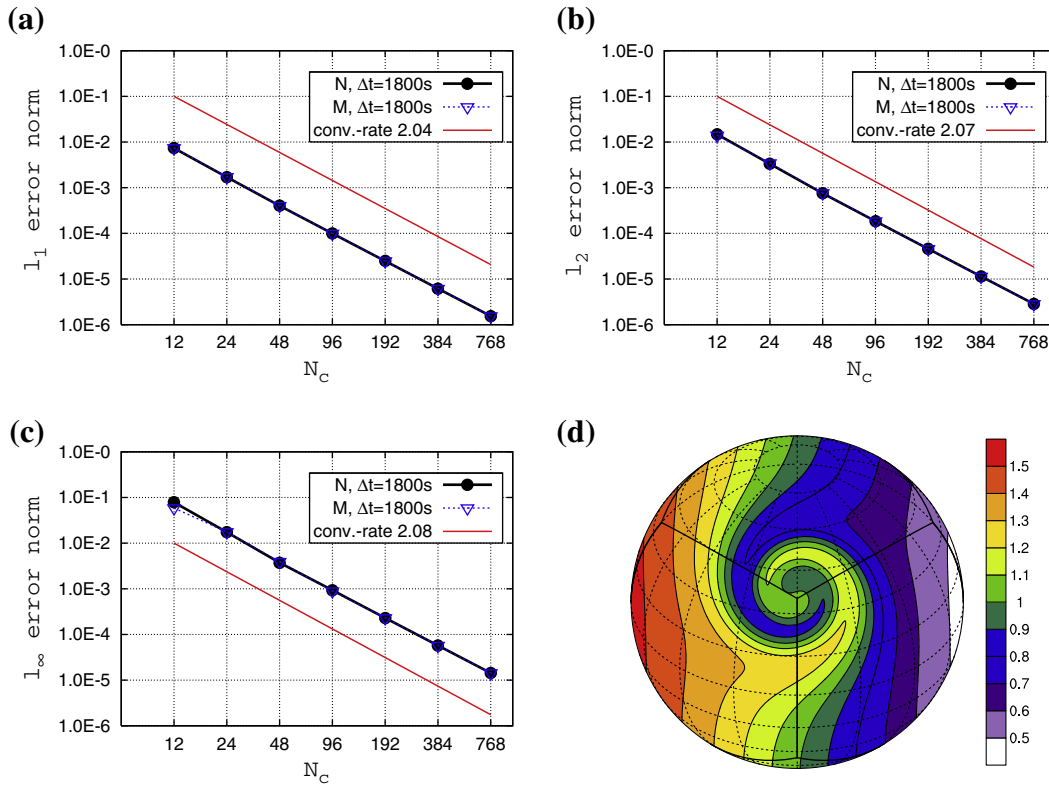 (a)
1.0E-0
1.0E-1
1.0E-2
1.0E-3
1.0E-4
1.0E-5
1.0E-6
l1 error norm
N, Δt=1800s
M, Δt=1800s
conv.-rate 2.04
12 24 48 96 192 384 768
Nc
(b)
1.0E-0
1.0E-1
1.0E-2
1.0E-3
1.0E-4
1.0E-5
1.0E-6
l2 error norm
N, Δt=1800s
M, Δt=1800s
conv.-rate 2.07
12 24 48 96 192 384 768
Nc
(c)
1.0E-0
1.0E-1
1.0E-2
1.0E-3
1.0E-4
1.0E-5
1.0E-6
l∞ error norm
N, Δt=1800s
M, Δt=1800s
conv.-rate 2.08
12 24 48 96 192 384 768
Nc
(d)
1.5
1.4
1.3
1.2
1.1
1
0.9
0.8
0.7
0.6
0.5